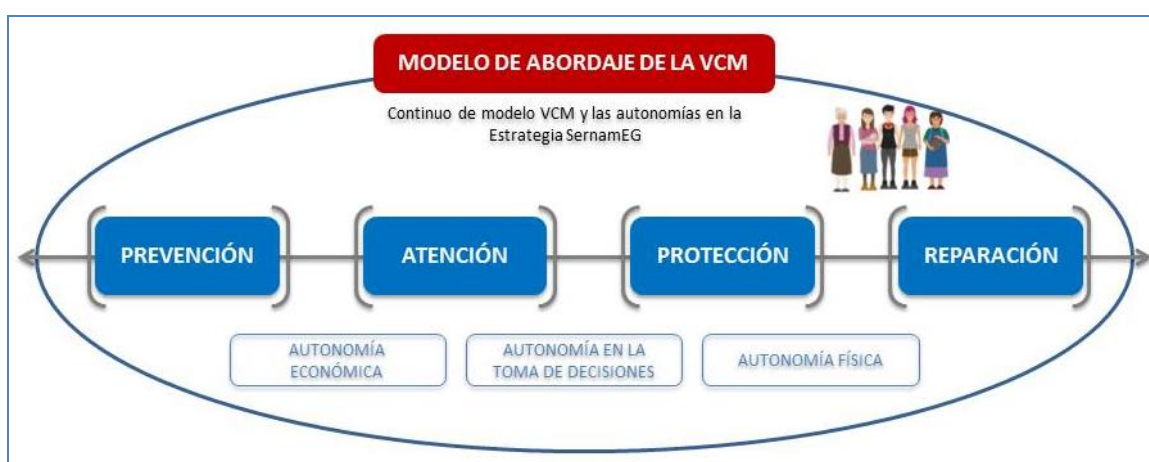 MODELO DE ABORDAJE DE LA VCM
Continuo de modelo VCM y las autonomías en la
Estrategia SernamEG
PREVENCIÓN
ATENCIÓN
PROTECCIÓN
REPARACIÓN
AUTONOMÍA
ECONÓMICA
AUTONOMÍA EN LA
TOMA DE DECISIONES
AUTONOMÍA FÍSICA